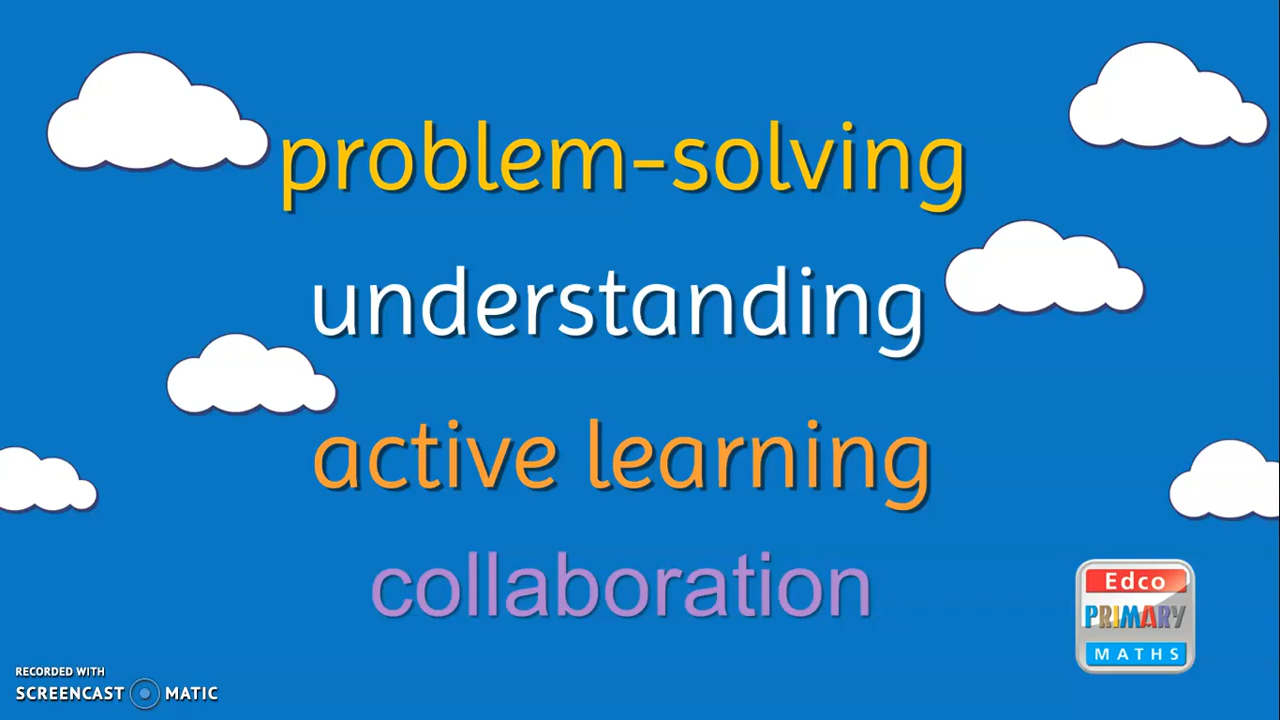 problem-solving
understanding
active learning
collaboration
Edco
PRIMARY
MATHS
RECORDED WITH
SCREENCAST MATIC